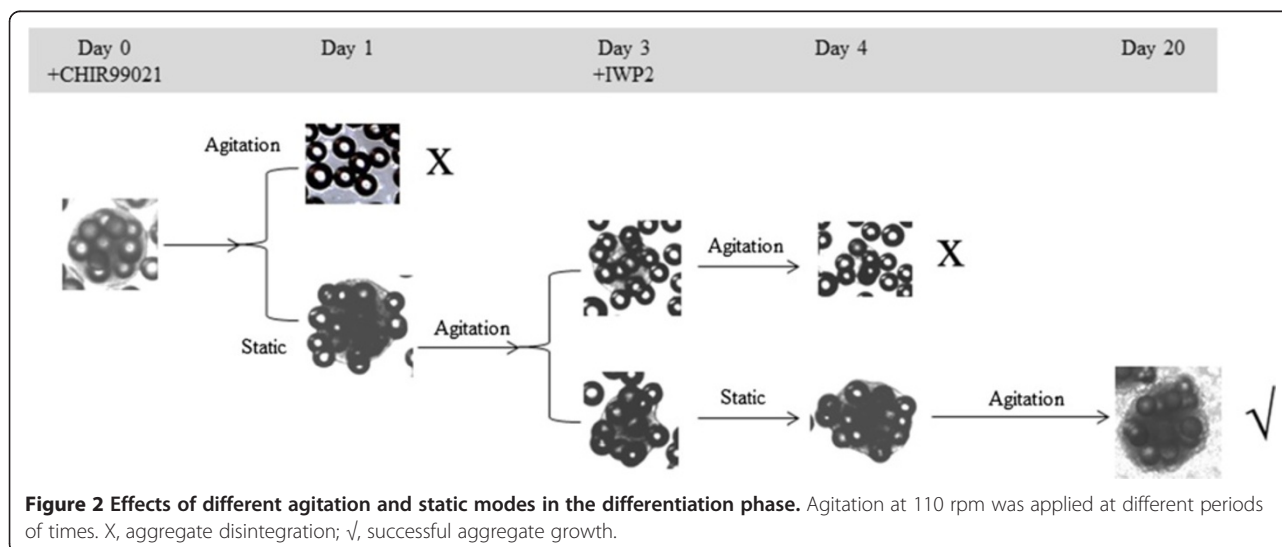 Day 0
+CHIR99021
Day 1
Day 3
+IWP2
Day 4
Day 20
Agitation
X
Static
Agitation
Agitation
X
Static
Agitation
√
Figure 2 Effects of different agitation and static modes in the differentiation phase. Agitation at 110 rpm was applied at different periods
of times. X, aggregate disintegration; √, successful aggregate growth.